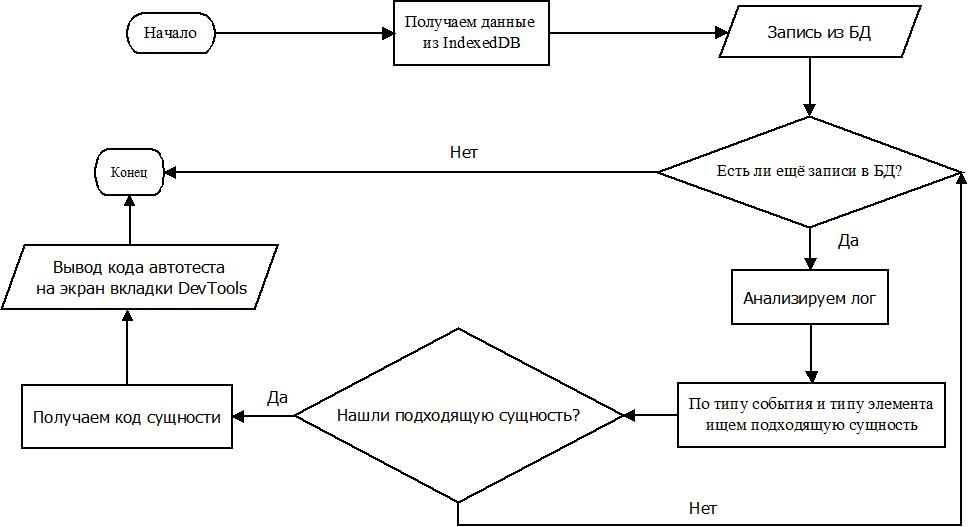 Начало
Получаем данные
из IndexedDB
Запись из БД
Есть ли ещё записи в БД?
Нет
Конец
Да
Анализируем лог
По типу события и типу элемента
ищем подходящую сущность
Нашли подходящую сущность?
Да
Нет
Получаем код сущности
Вывод кода автотеста
на экран вкладки DevTools